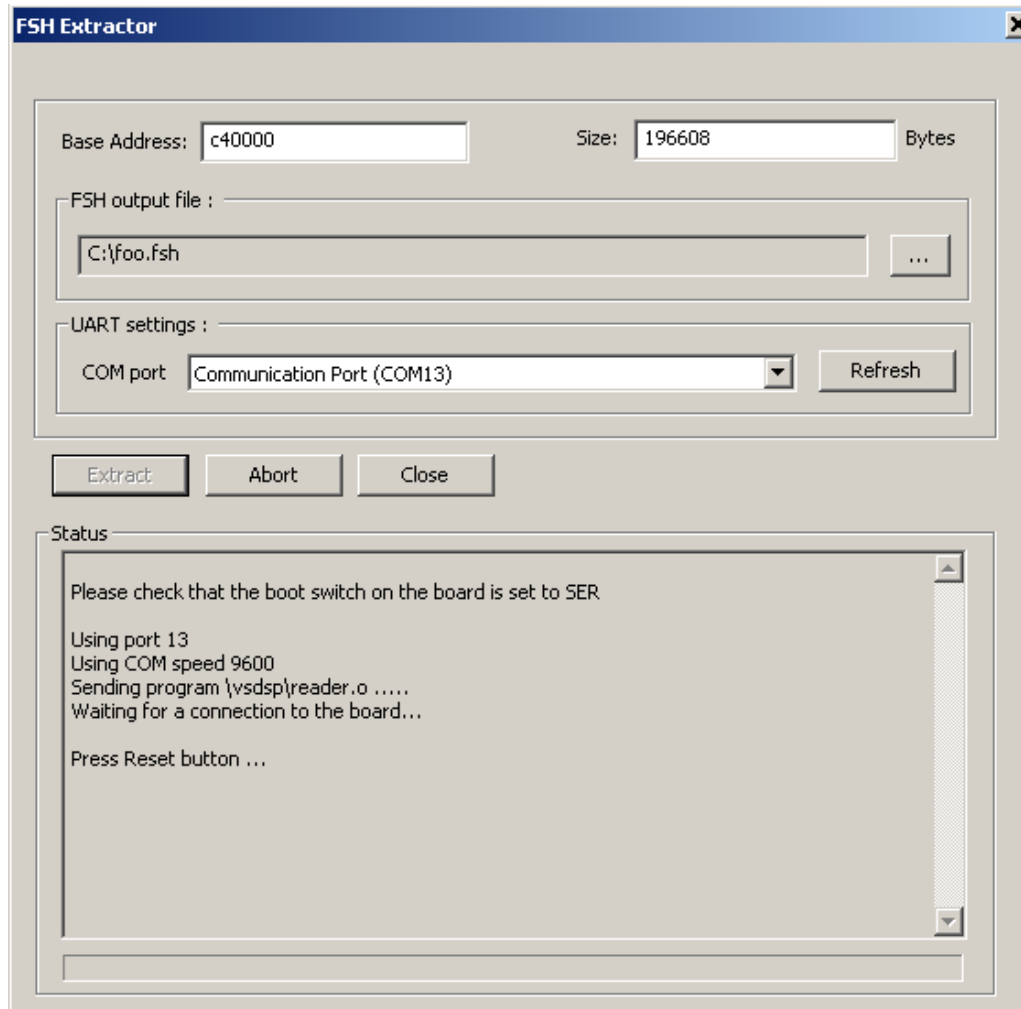 FSH Extractor
Base Address: c40000 Size: 196608 Bytes
FSH output file :
C:\foo.fsh ...
UART settings :
COM port Communication Port (COM13) Refresh
Extract Abort Close
Status
Please check that the boot switch on the board is set to SER
Using port 13
Using COM speed 9600
Sending program \vsdsp\reader.o .....
Waiting for a connection to the board...
Press Reset button ...